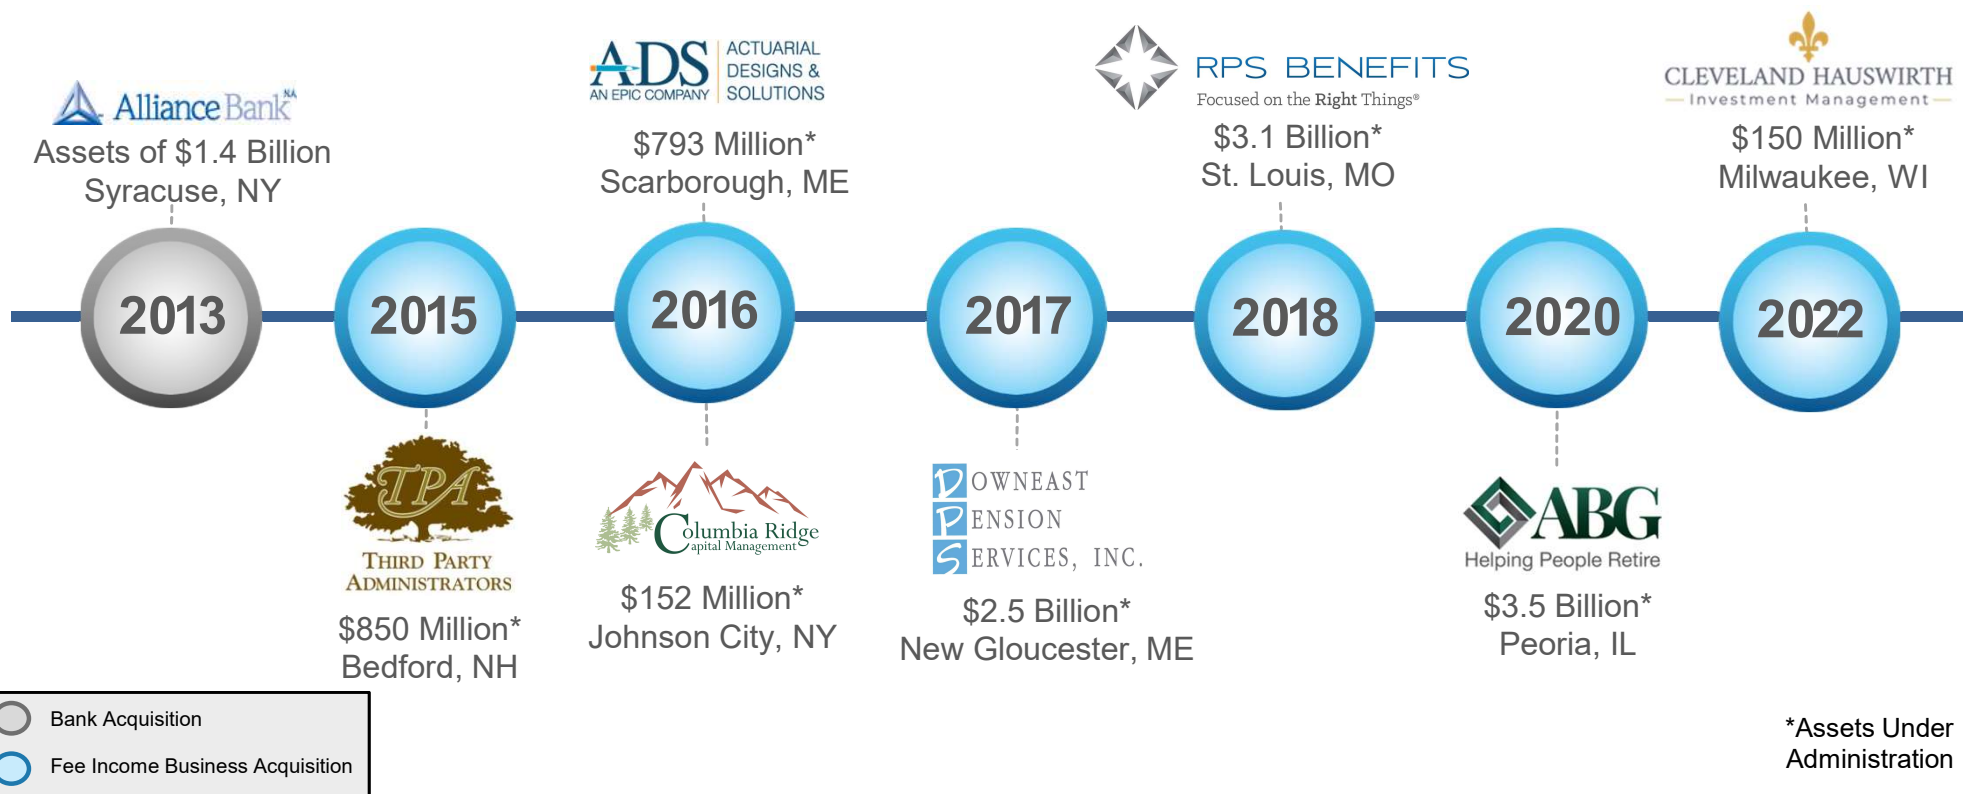 Alliance Bank NA
Assets of $1.4 Billion
Syracuse, NY
ADS
AN EPIC COMPANY
ACTUARIAL
DESIGNS &
SOLUTIONS
$793 Million*
Scarborough, ME
RPS BENEFITS
Focused on the Right Things®
$3.1 Billion*
St. Louis, MO
CLEVELAND HAUSWIRTH
Investment Management
$150 Million*
Milwaukee, WI
2013
2015
2016
2017
2018
2020
2022
TPA
THIRD PARTY
ADMINISTRATORS
$850 Million*
Bedford, NH
Columbia Ridge
Capital Management
$152 Million*
Johnson City, NY
DOWNEAST
PENSION
SERVICES, INC.
$2.5 Billion*
New Gloucester, ME
ABG
Helping People Retire
$3.5 Billion*
Peoria, IL
Bank Acquisition
Fee Income Business Acquisition
*Assets Under
Administration